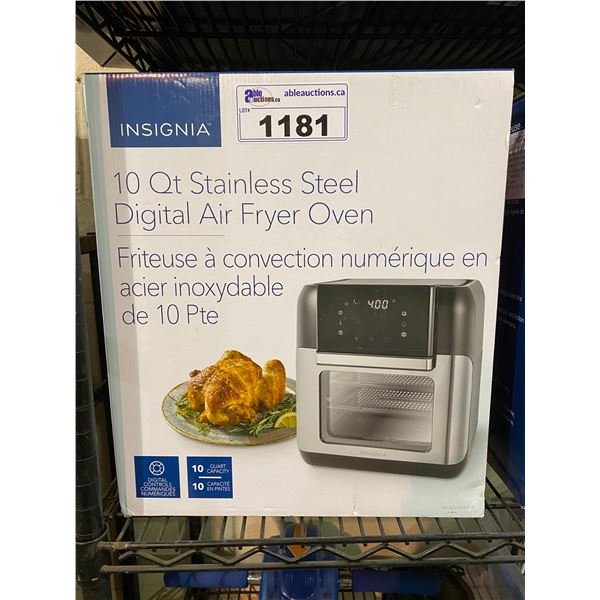 INSIGNIA™
able auctions.ca
ableauctions.ca
LOT#
1181
10 Qt Stainless Steel
Digital Air Fryer Oven
Friteuse à convection numérique en
acier inoxydable
de 10 Pte
400
INSIGNIA
DIGITAL
CONTROLS
COMMANDES
NUMÉRIQUES
10 QUART
CAPACITY
10 CAPACITÉ
EN PINTES